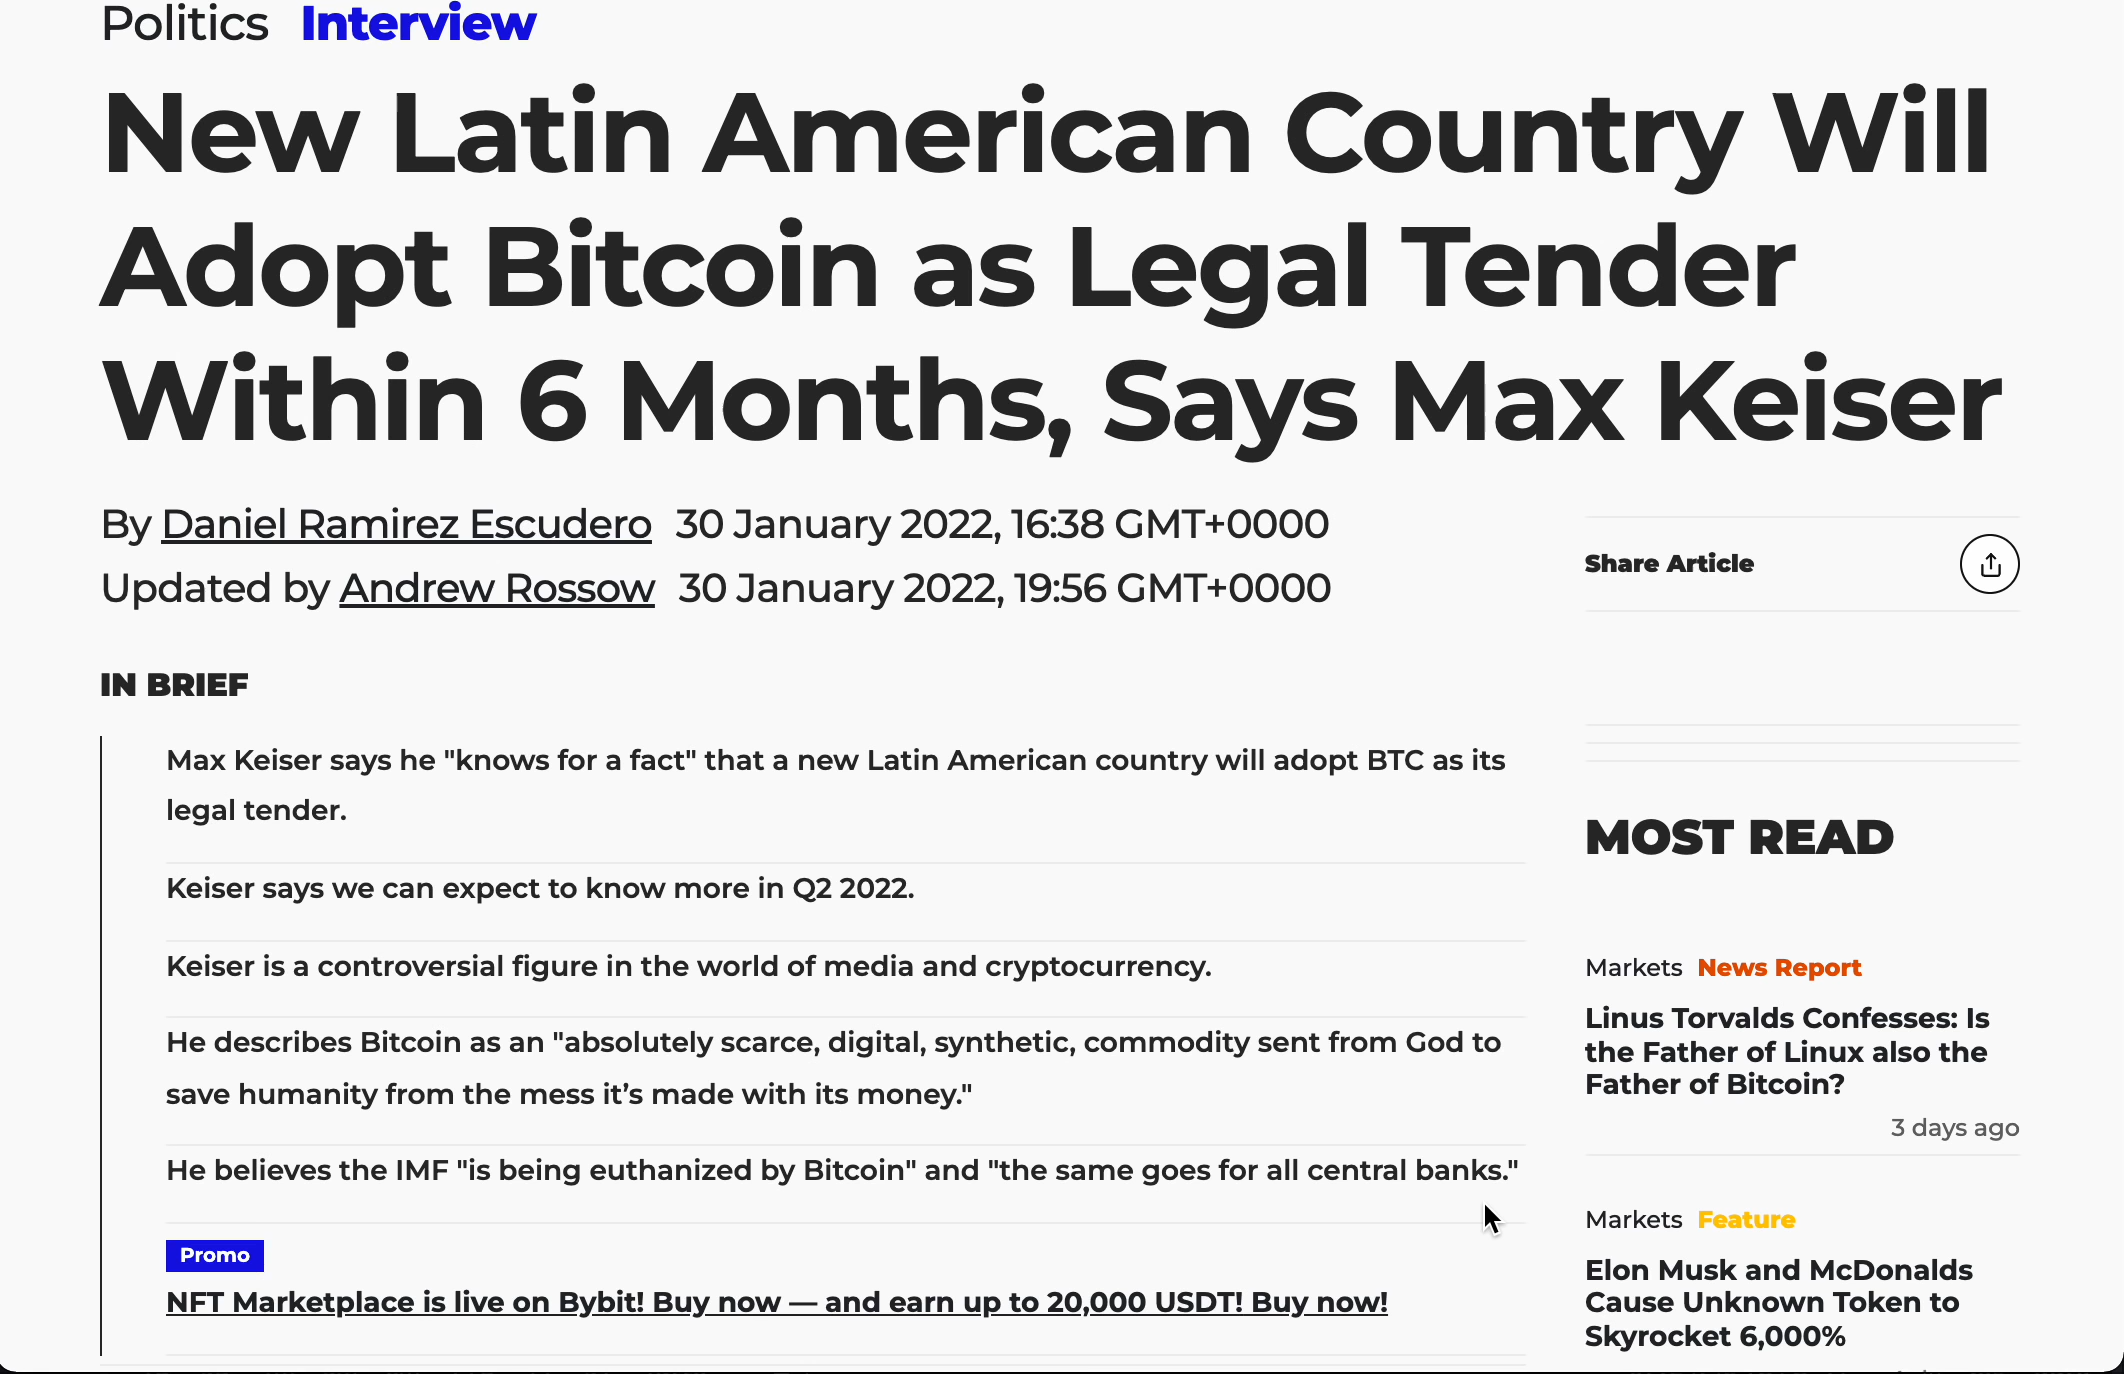 Politics Interview
New Latin American Country Will
Adopt Bitcoin as Legal Tender
Within 6 Months, Says Max Keiser
By Daniel Ramirez Escudero 30 January 2022, 16:38 GMT+0000
Updated by Andrew Rossow 30 January 2022, 19:56 GMT+0000
IN BRIEF
Max Keiser says he "knows for a fact" that a new Latin American country will adopt BTC as its
legal tender.
Keiser says we can expect to know more in Q2 2022.
Keiser is a controversial figure in the world of media and cryptocurrency.
He describes Bitcoin as an "absolutely scarce, digital, synthetic, commodity sent from God to
save humanity from the mess it’s made with its money."
He believes the IMF "is being euthanized by Bitcoin" and "the same goes for all central banks."
Promo
NFT Marketplace is live on Bybit! Buy now — and earn up to 20,000 USDT! Buy now!
Share Article
MOST READ
Markets News Report
Linus Torvalds Confesses: Is
the Father of Linux also the
Father of Bitcoin?
3 days ago
Markets Feature
Elon Musk and McDonalds
Cause Unknown Token to
Skyrocket 6,000%